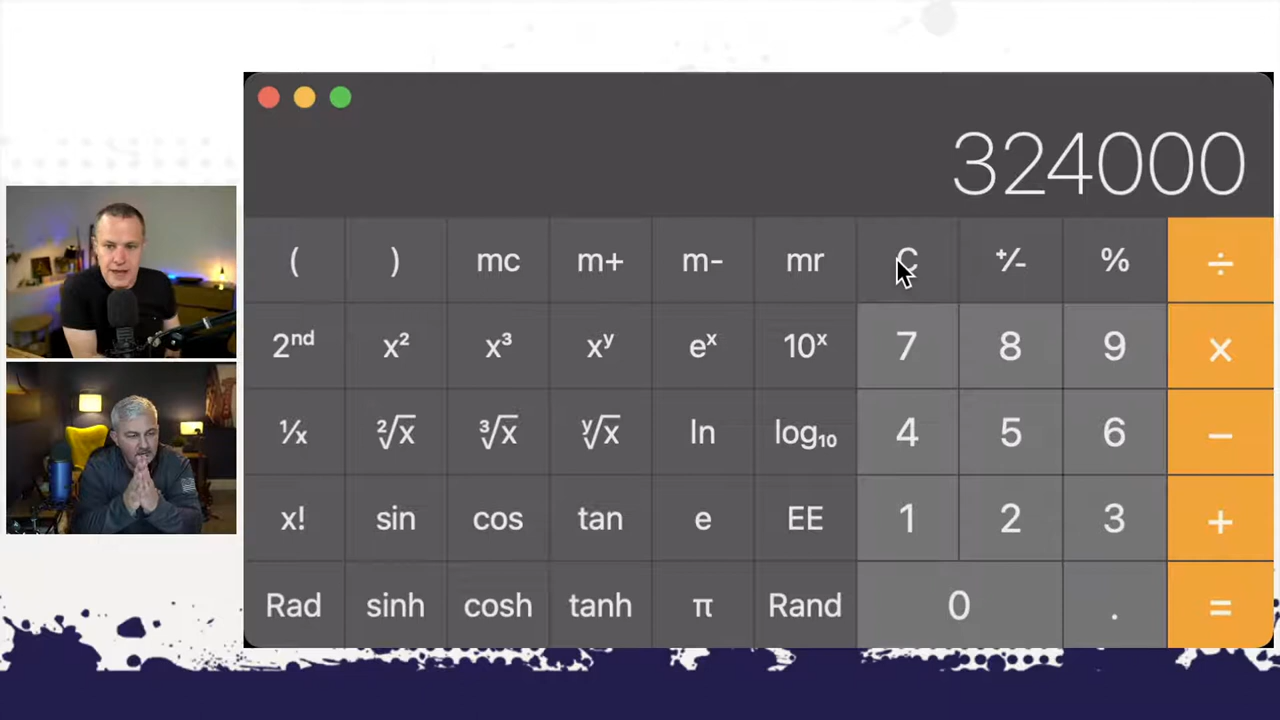 324000
( ) mc m+ m- mr C ⁺∕₋ % ÷
2ⁿᵈ x² x³ xʸ eˣ 10ˣ 7 8 9 ×
¹∕ₓ ²√x ³√x ʸ√x ln log₁₀ 4 5 6 −
x! sin cos tan e EE 1 2 3 +
Rad sinh cosh tanh π Rand 0 . =